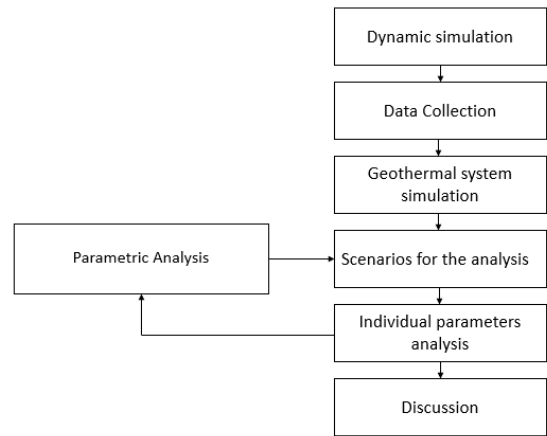 Dynamic simulation
Data Collection
Geothermal system
simulation
Parametric Analysis
Scenarios for the analysis
Individual parameters
analysis
Discussion